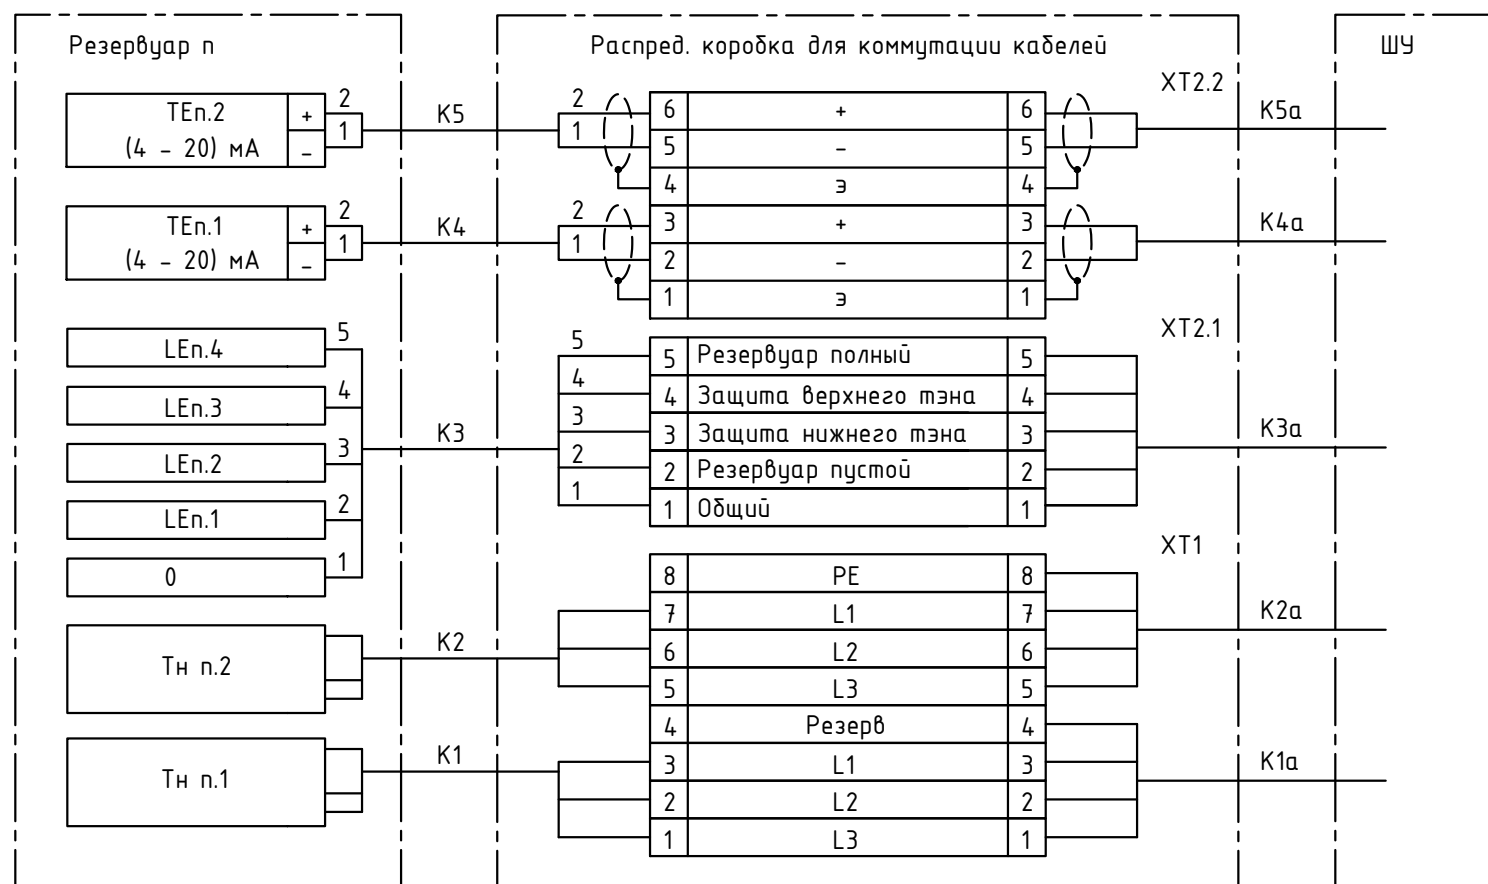 Резервуар n
Распред. коробка для коммутации кабелей
ШУ
XT2.2
TEn.2
(4 - 20) мА
+
-
2
1
K5
2
1
6 + 6
5 - 5
4 Э 4
K5a
TEn.1
(4 - 20) мА
+
-
2
1
K4
2
1
3 + 3
2 - 2
1 Э 1
K4a
XT2.1
LEn.4
5
LEn.3
4
LEn.2
3
LEn.1
2
0
1
K3
5
4
3
2
1
5 Резервуар полный 5
4 Защита верхнего тэна 4
3 Защита нижнего тэна 3
2 Резервуар пустой 2
1 Общий 1
K3a
XT1
Тн n.2
K2
8 PE 8
7 L1 7
6 L2 6
5 L3 5
K2a
Тн n.1
K1
4 Резерв 4
3 L1 3
2 L2 2
1 L3 1
K1a